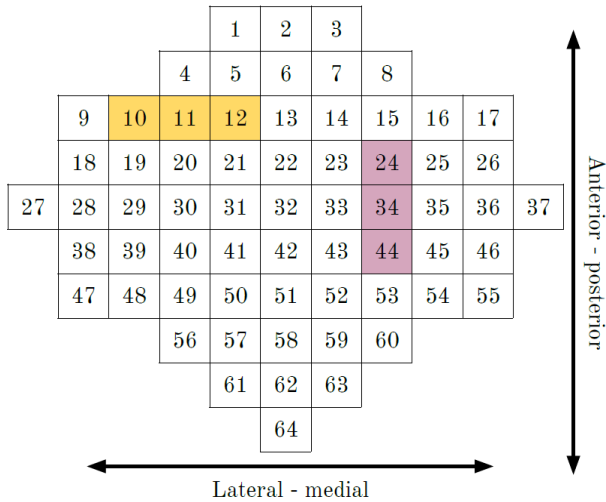 1 2 3
4 5 6 7 8
9 10 11 12 13 14 15 16 17
18 19 20 21 22 23 24 25 26
27 28 29 30 31 32 33 34 35 36 37
38 39 40 41 42 43 44 45 46
47 48 49 50 51 52 53 54 55
56 57 58 59 60
61 62 63
64
Lateral - medial
Anterior - posterior